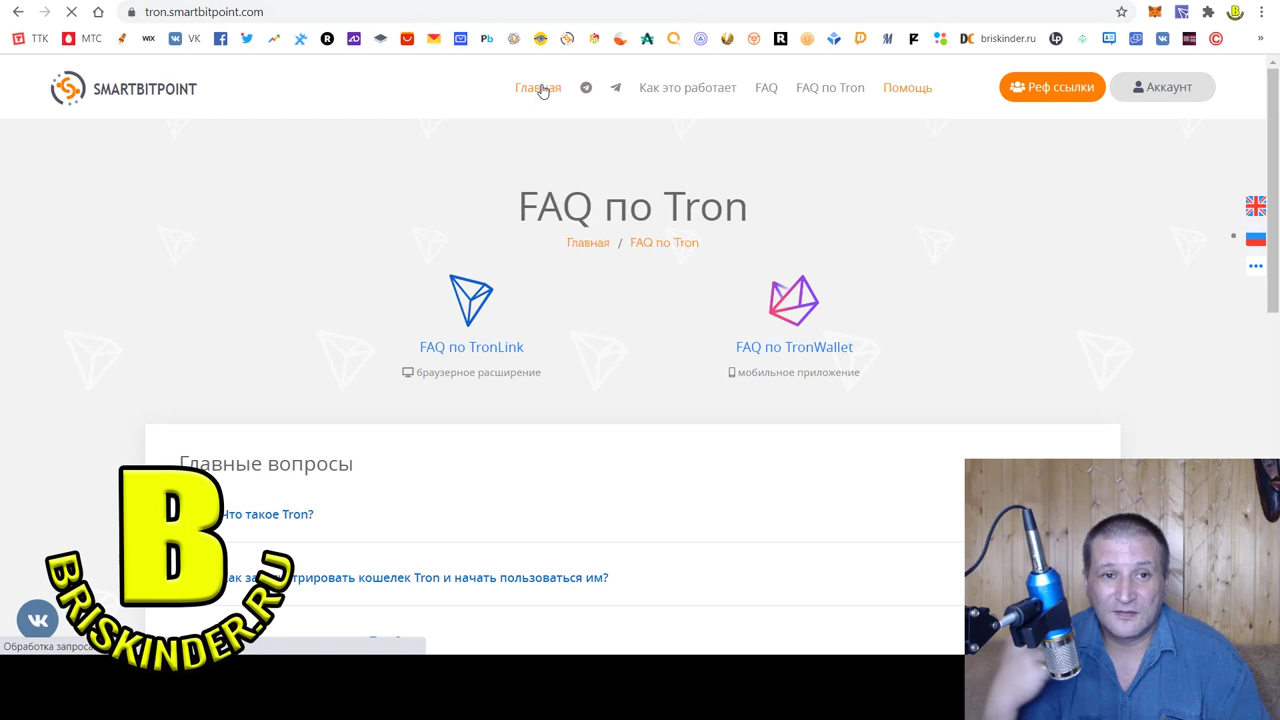 tron.smartbitpoint.com
ТТК
МТС
WIX
VK
Pb
briskinder.ru
SMARTBITPOINT
Главная
Как это работает
FAQ
FAQ по Tron
Помощь
Реф ссылки
Аккаунт
FAQ по Tron
Главная / FAQ по Tron
FAQ по TronLink
FAQ по TronWallet
браузерное расширение
мобильное приложение
Главные вопросы
Что такое Tron?
кошелек Tron и начать пользоваться им?
B
BRISKINDER.RU
Обработка запроса